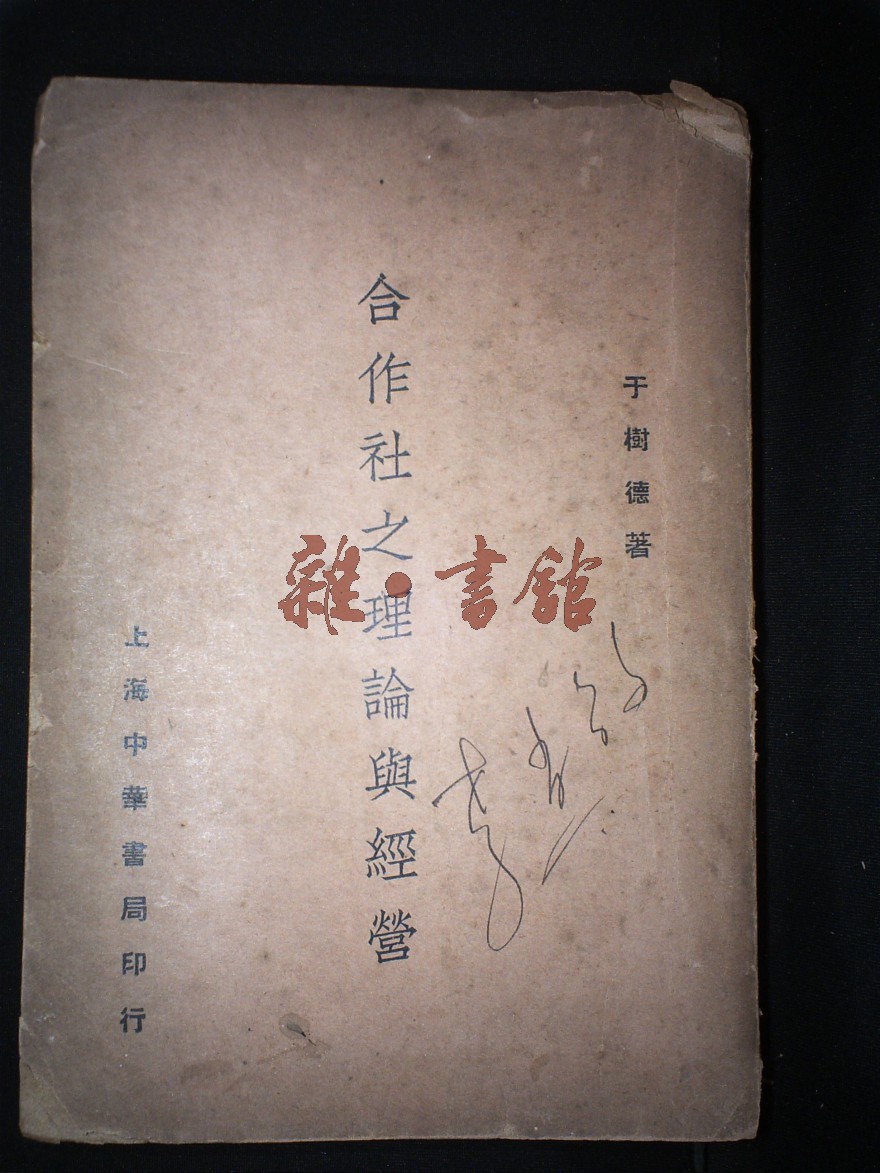 于樹德著
合作社之理論與經營
上海中華書局印行
雜·書館